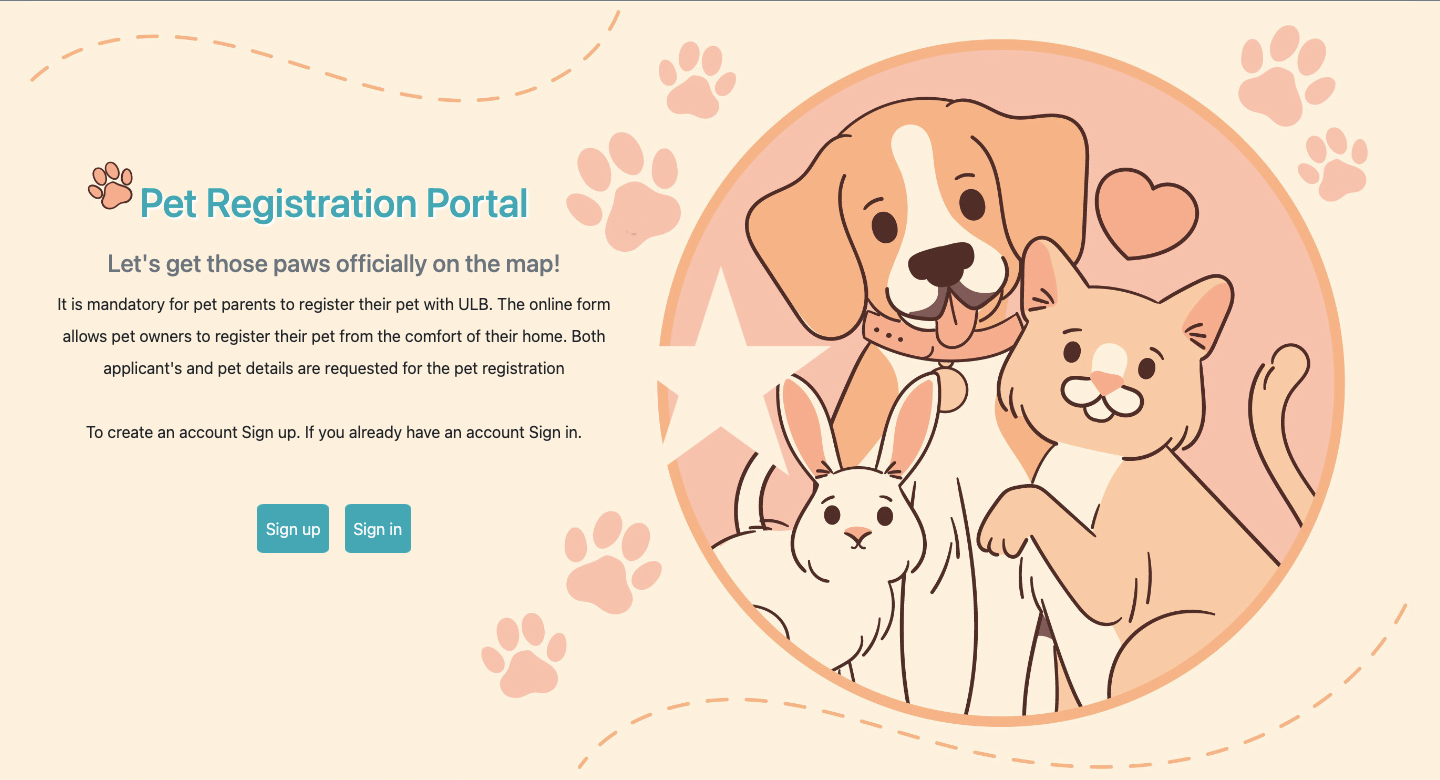 Pet Registration Portal
Let's get those paws officially on the map!
It is mandatory for pet parents to register their pet with ULB. The online form
allows pet owners to register their pet from the comfort of their home. Both
applicant's and pet details are requested for the pet registration
To create an account Sign up. If you already have an account Sign in.
Sign up
Sign in